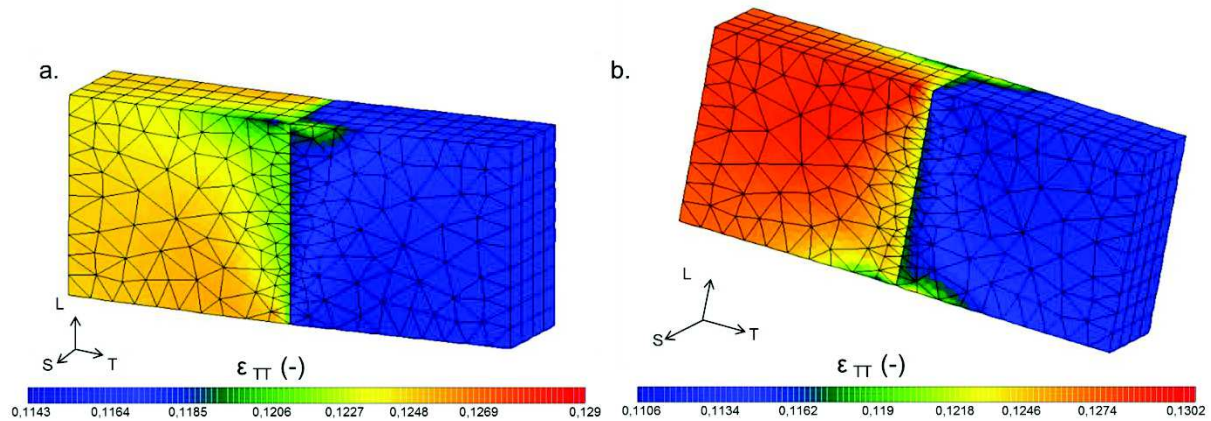 a.
L
S
T
ε TT (-)
0,1143 0,1164 0,1185 0,1206 0,1227 0,1248 0,1269 0,129
b.
L
S
T
ε TT (-)
0,1106 0,1134 0,1162 0,119 0,1218 0,1246 0,1274 0,1302